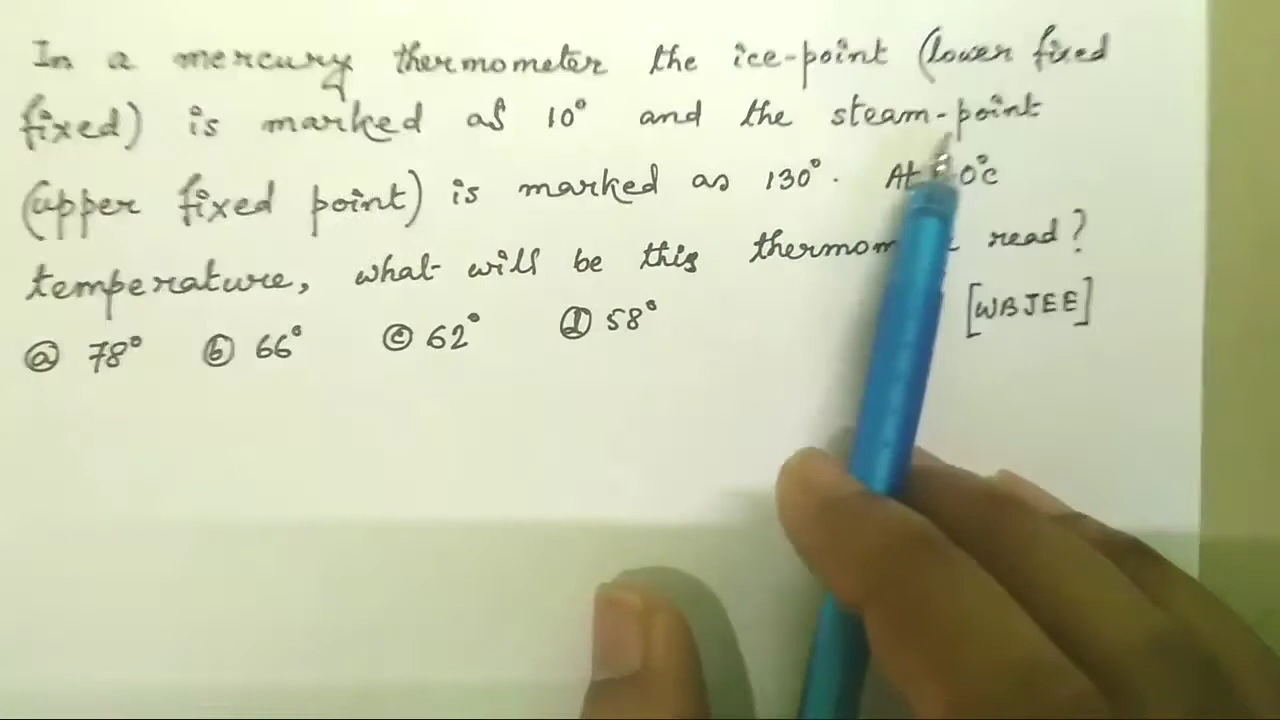 In a mercury thermometer the ice-point (lower fixed
fixed) is marked as 10° and the steam-point
(upper fixed point) is marked as 130°. At 0°c
temperature, what will be this read?
ⓐ 78° ⓑ 66° ⓒ 62° ⓓ 58°
[WBJEE]